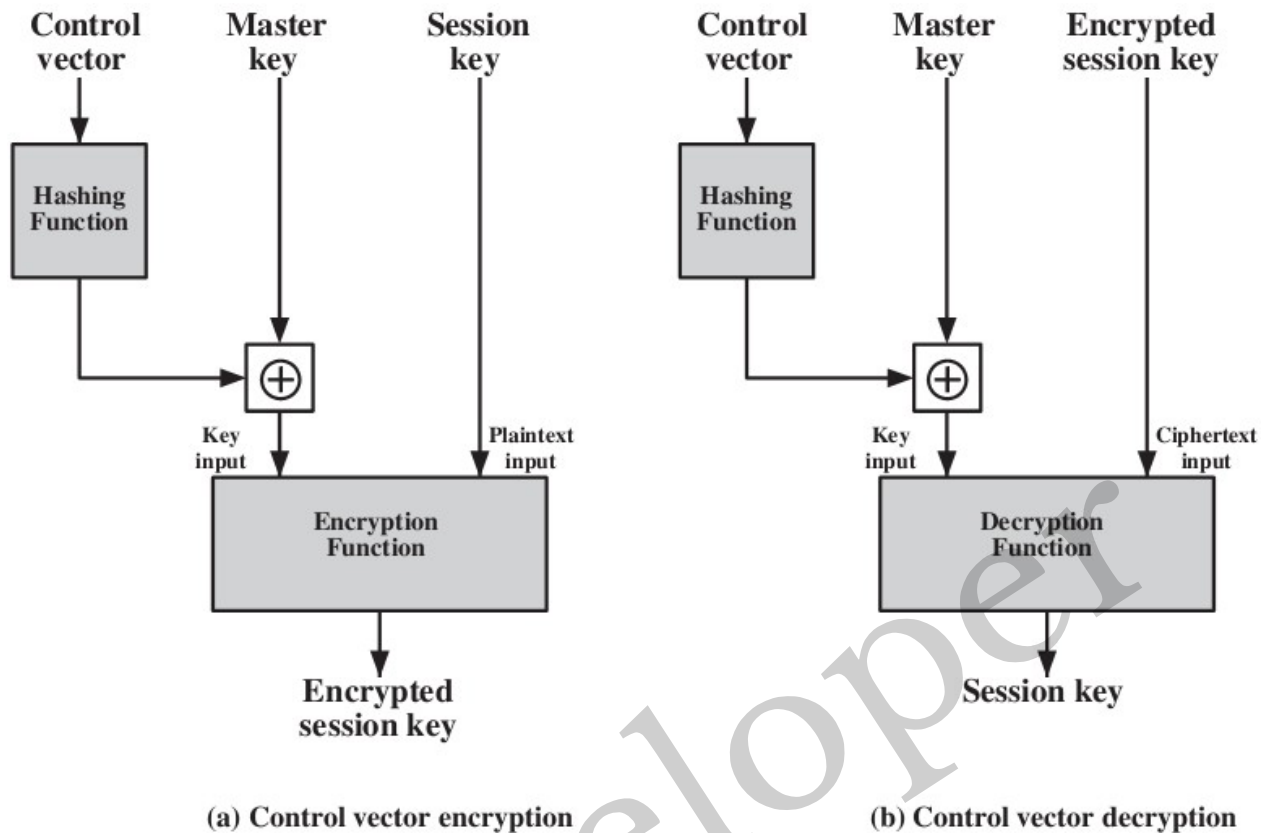 Control
vector
Master
key
Session
key
Hashing
Function
Key
input
Plaintext
input
Encryption
Function
Encrypted
session key
(a) Control vector encryption
Control
vector
Master
key
Encrypted
session key
Hashing
Function
Key
input
Ciphertext
input
Decryption
Function
Session key
(b) Control vector decryption
eloper